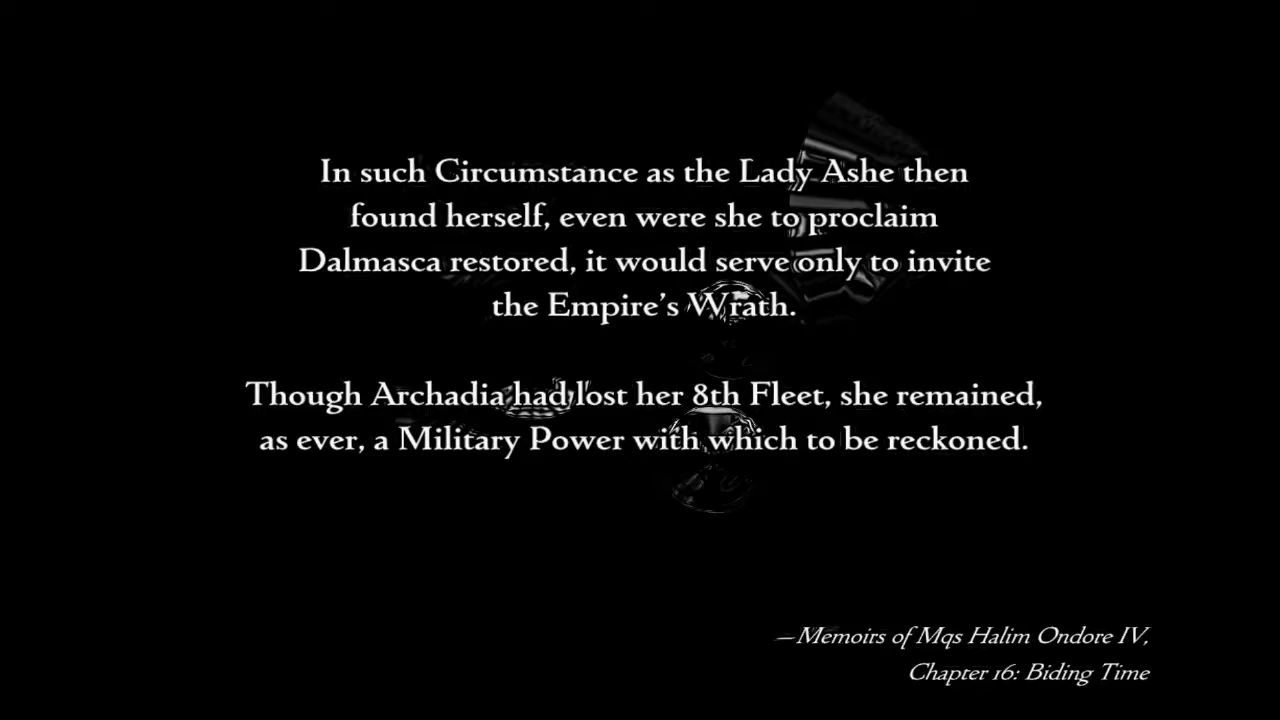 In such Circumstance as the Lady Ashe then
found herself, even were she to proclaim
Dalmasca restored, it would serve only to invite
the Empire’s Wrath.
Though Archadia had lost her 8th Fleet, she remained,
as ever, a Military Power with which to be reckoned.
—Memoirs of Mqs Halim Ondore IV,
Chapter 16: Biding Time